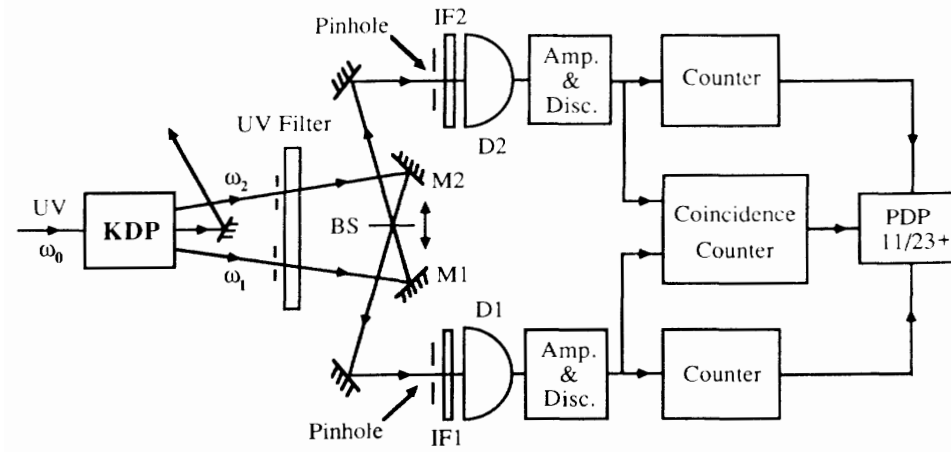 Pinhole
IF2
Amp.
&
Disc.
Counter
UV Filter
D2
ω₂
M2
UV
KDP
BS
Coincidence
Counter
PDP
11/23+
ω₀
ω₁
M1
D1
Amp.
&
Disc.
Counter
Pinhole
IF1